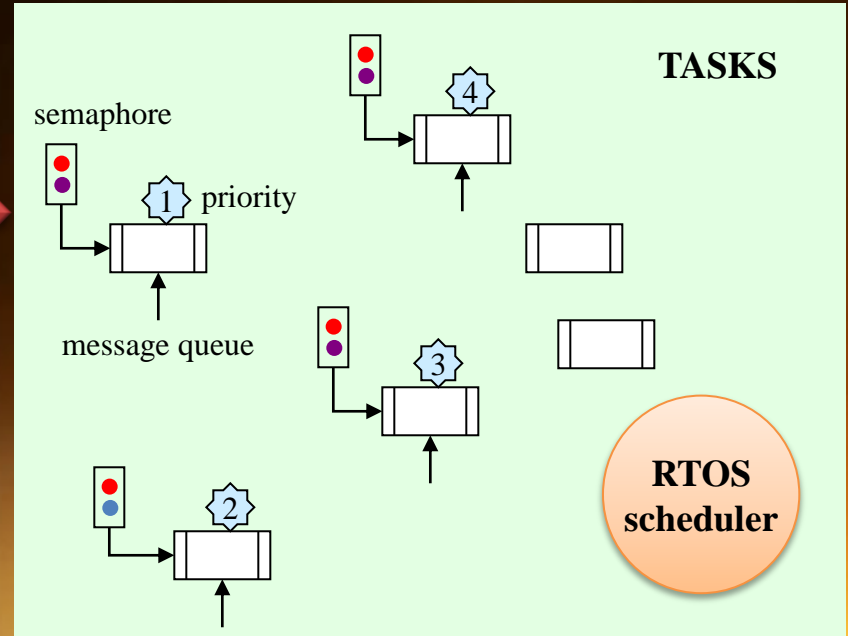 TASKS
4
semaphore
1
priority
message queue
3
2
RTOS
scheduler